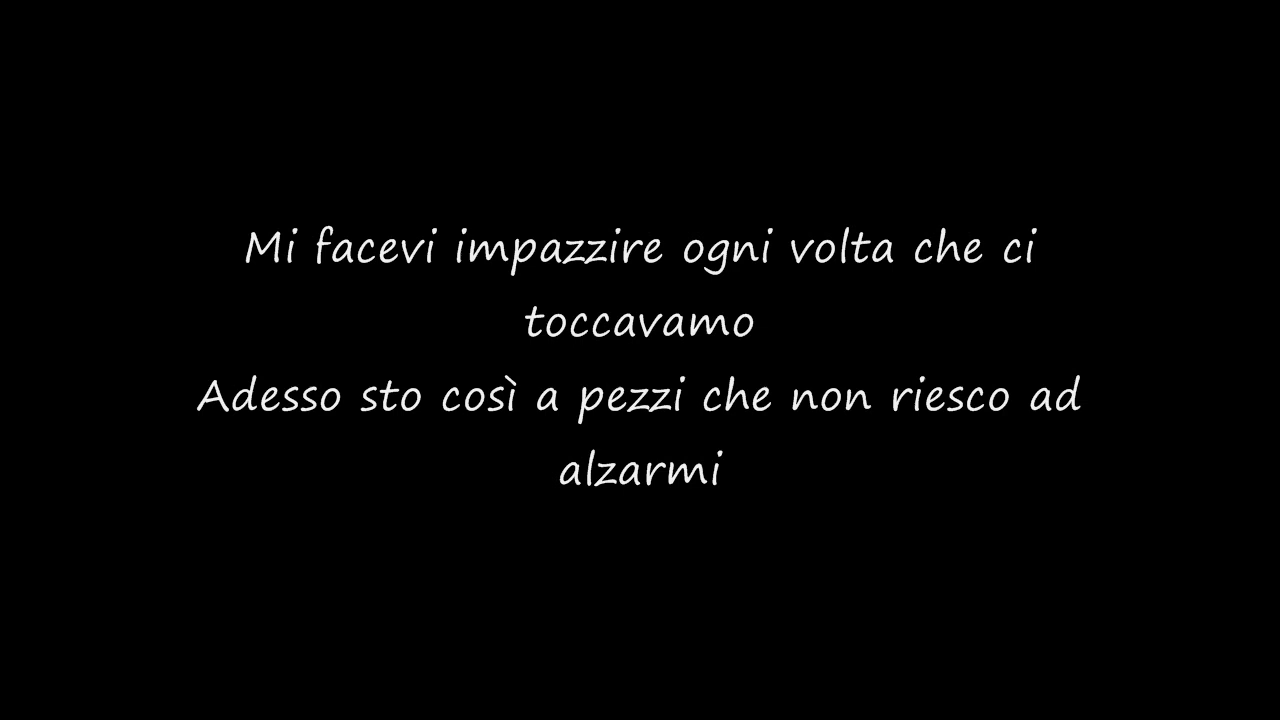 Mi facevi impazzire ogni volta che ci
toccavamo
Adesso sto così a pezzi che non riesco ad
alzarmi